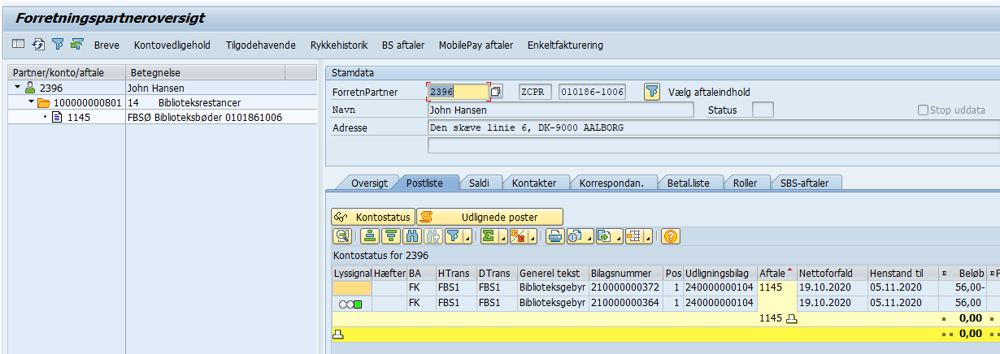 Forretningspartneroversigt
Breve Kontovedligehold Tilgodehavende Rykkehistorik BS aftaler MobilePay aftaler Enkeltfakturering
Partner/konto/aftale Betegnelse
2396 John Hansen
100000000801 14 Biblioteksrestancer
1145 FBSØ Biblioteksbøder 0101861006
Stamdata
ForretnPartner 2396 ZCPR 010186-1006 Vælg aftaleindhold
Navn John Hansen Status Stop uddata
Adresse Den skæve linie 6, DK-9000 AALBORG
Oversigt Postliste Saldi Kontakter Korrespondan. Betal.liste Roller SBS-aftaler
Kontostatus Udlignede poster
Kontostatus for 2396
Lyssignal Hæfter BA HTrans DTrans Generel tekst Bilagsnummer Pos Udligningsbilag Aftale Nettoforfald Henstand til Σ Beløb Σ F
FK FBS1 FBS1 Biblioteksgebyr 210000000372 1 240000000104 1145 19.10.2020 05.11.2020 56,00-
FK FBS1 FBS1 Biblioteksgebyr 210000000364 1 240000000104 19.10.2020 05.11.2020 56,00
1145 0,00
0,00